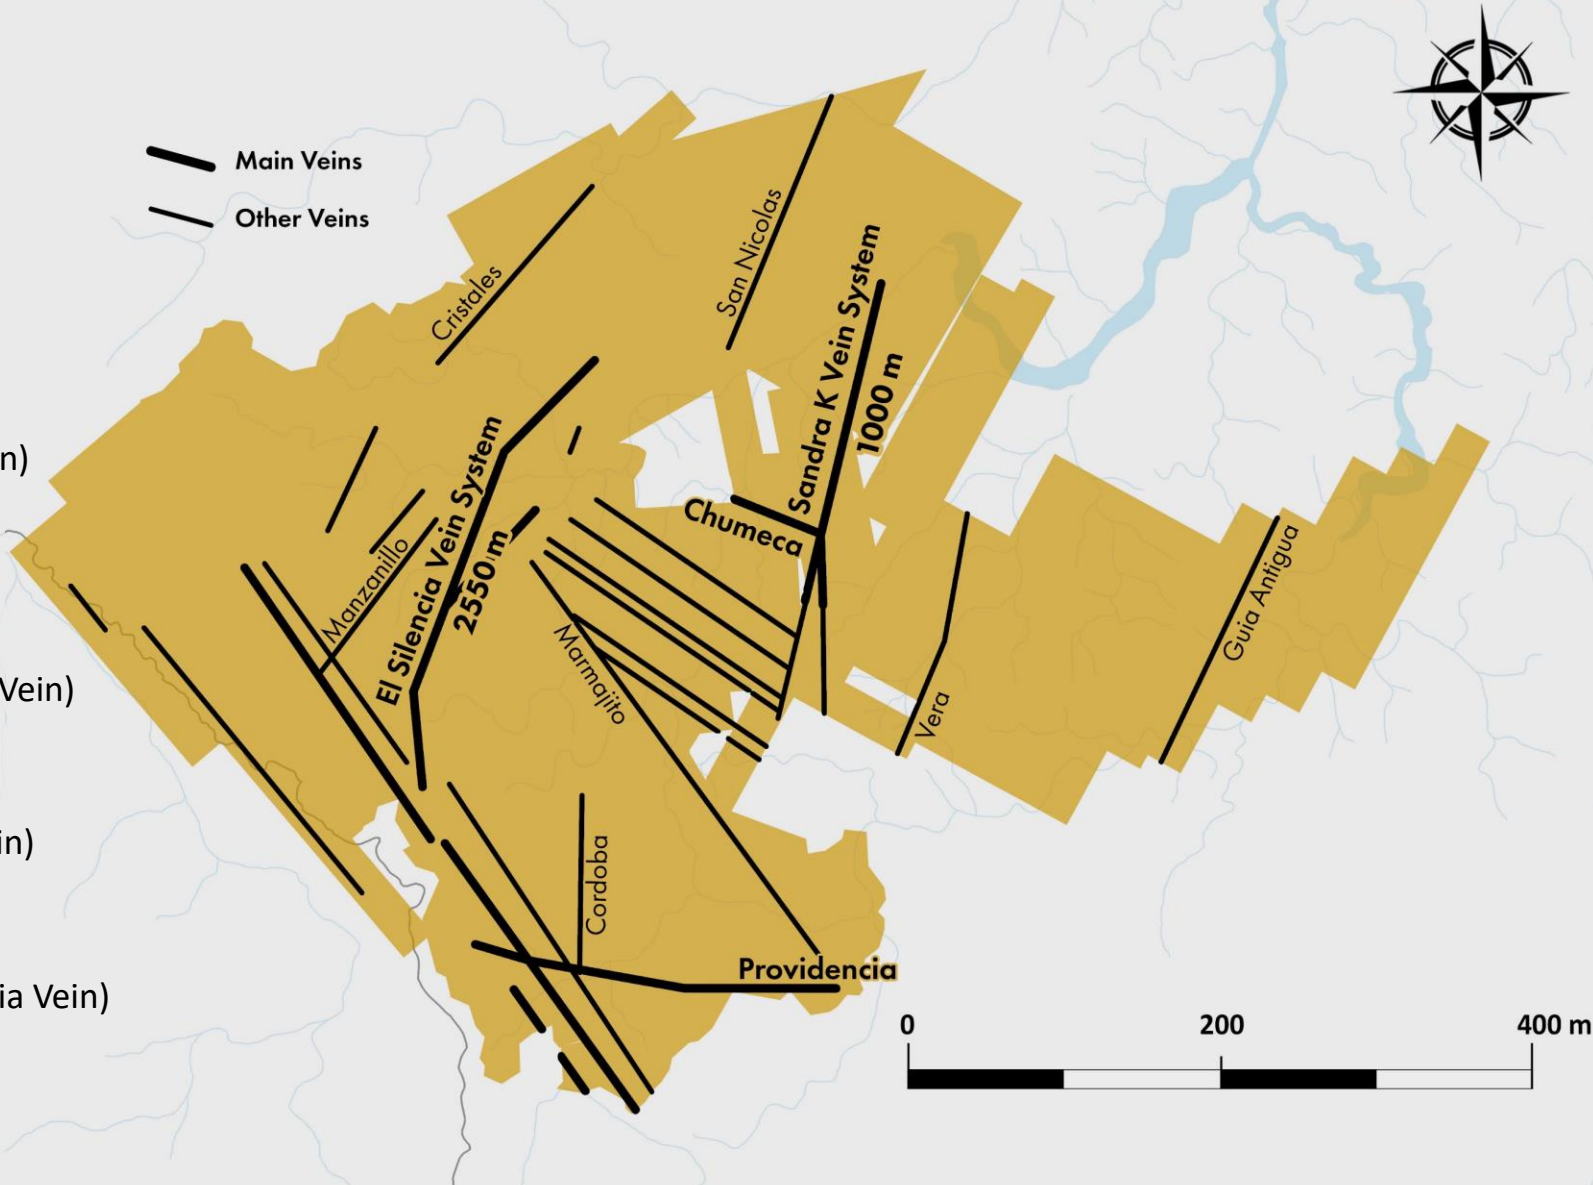 Main Veins
Other Veins
Cristales
San Nicolas
Sandra K Vein System
1000 m
El Silencia Vein System
2550 m
Chumeca
Manzanillo
Marmajito
Vera
Guia Antigua
Cordoba
Providencia
n)
Vein)
in)
ia Vein)
0 200 400 m